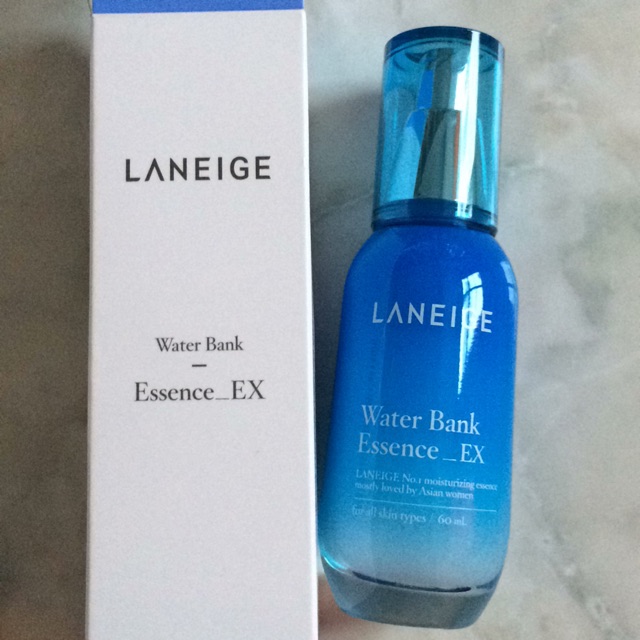 LANEIGE
Water Bank
Essence_EX
LANEIGE
Water Bank
Essence_EX
LANEIGE No.1 moisturizing essence
mostly loved by Asian women
for all skin types / 60 ml